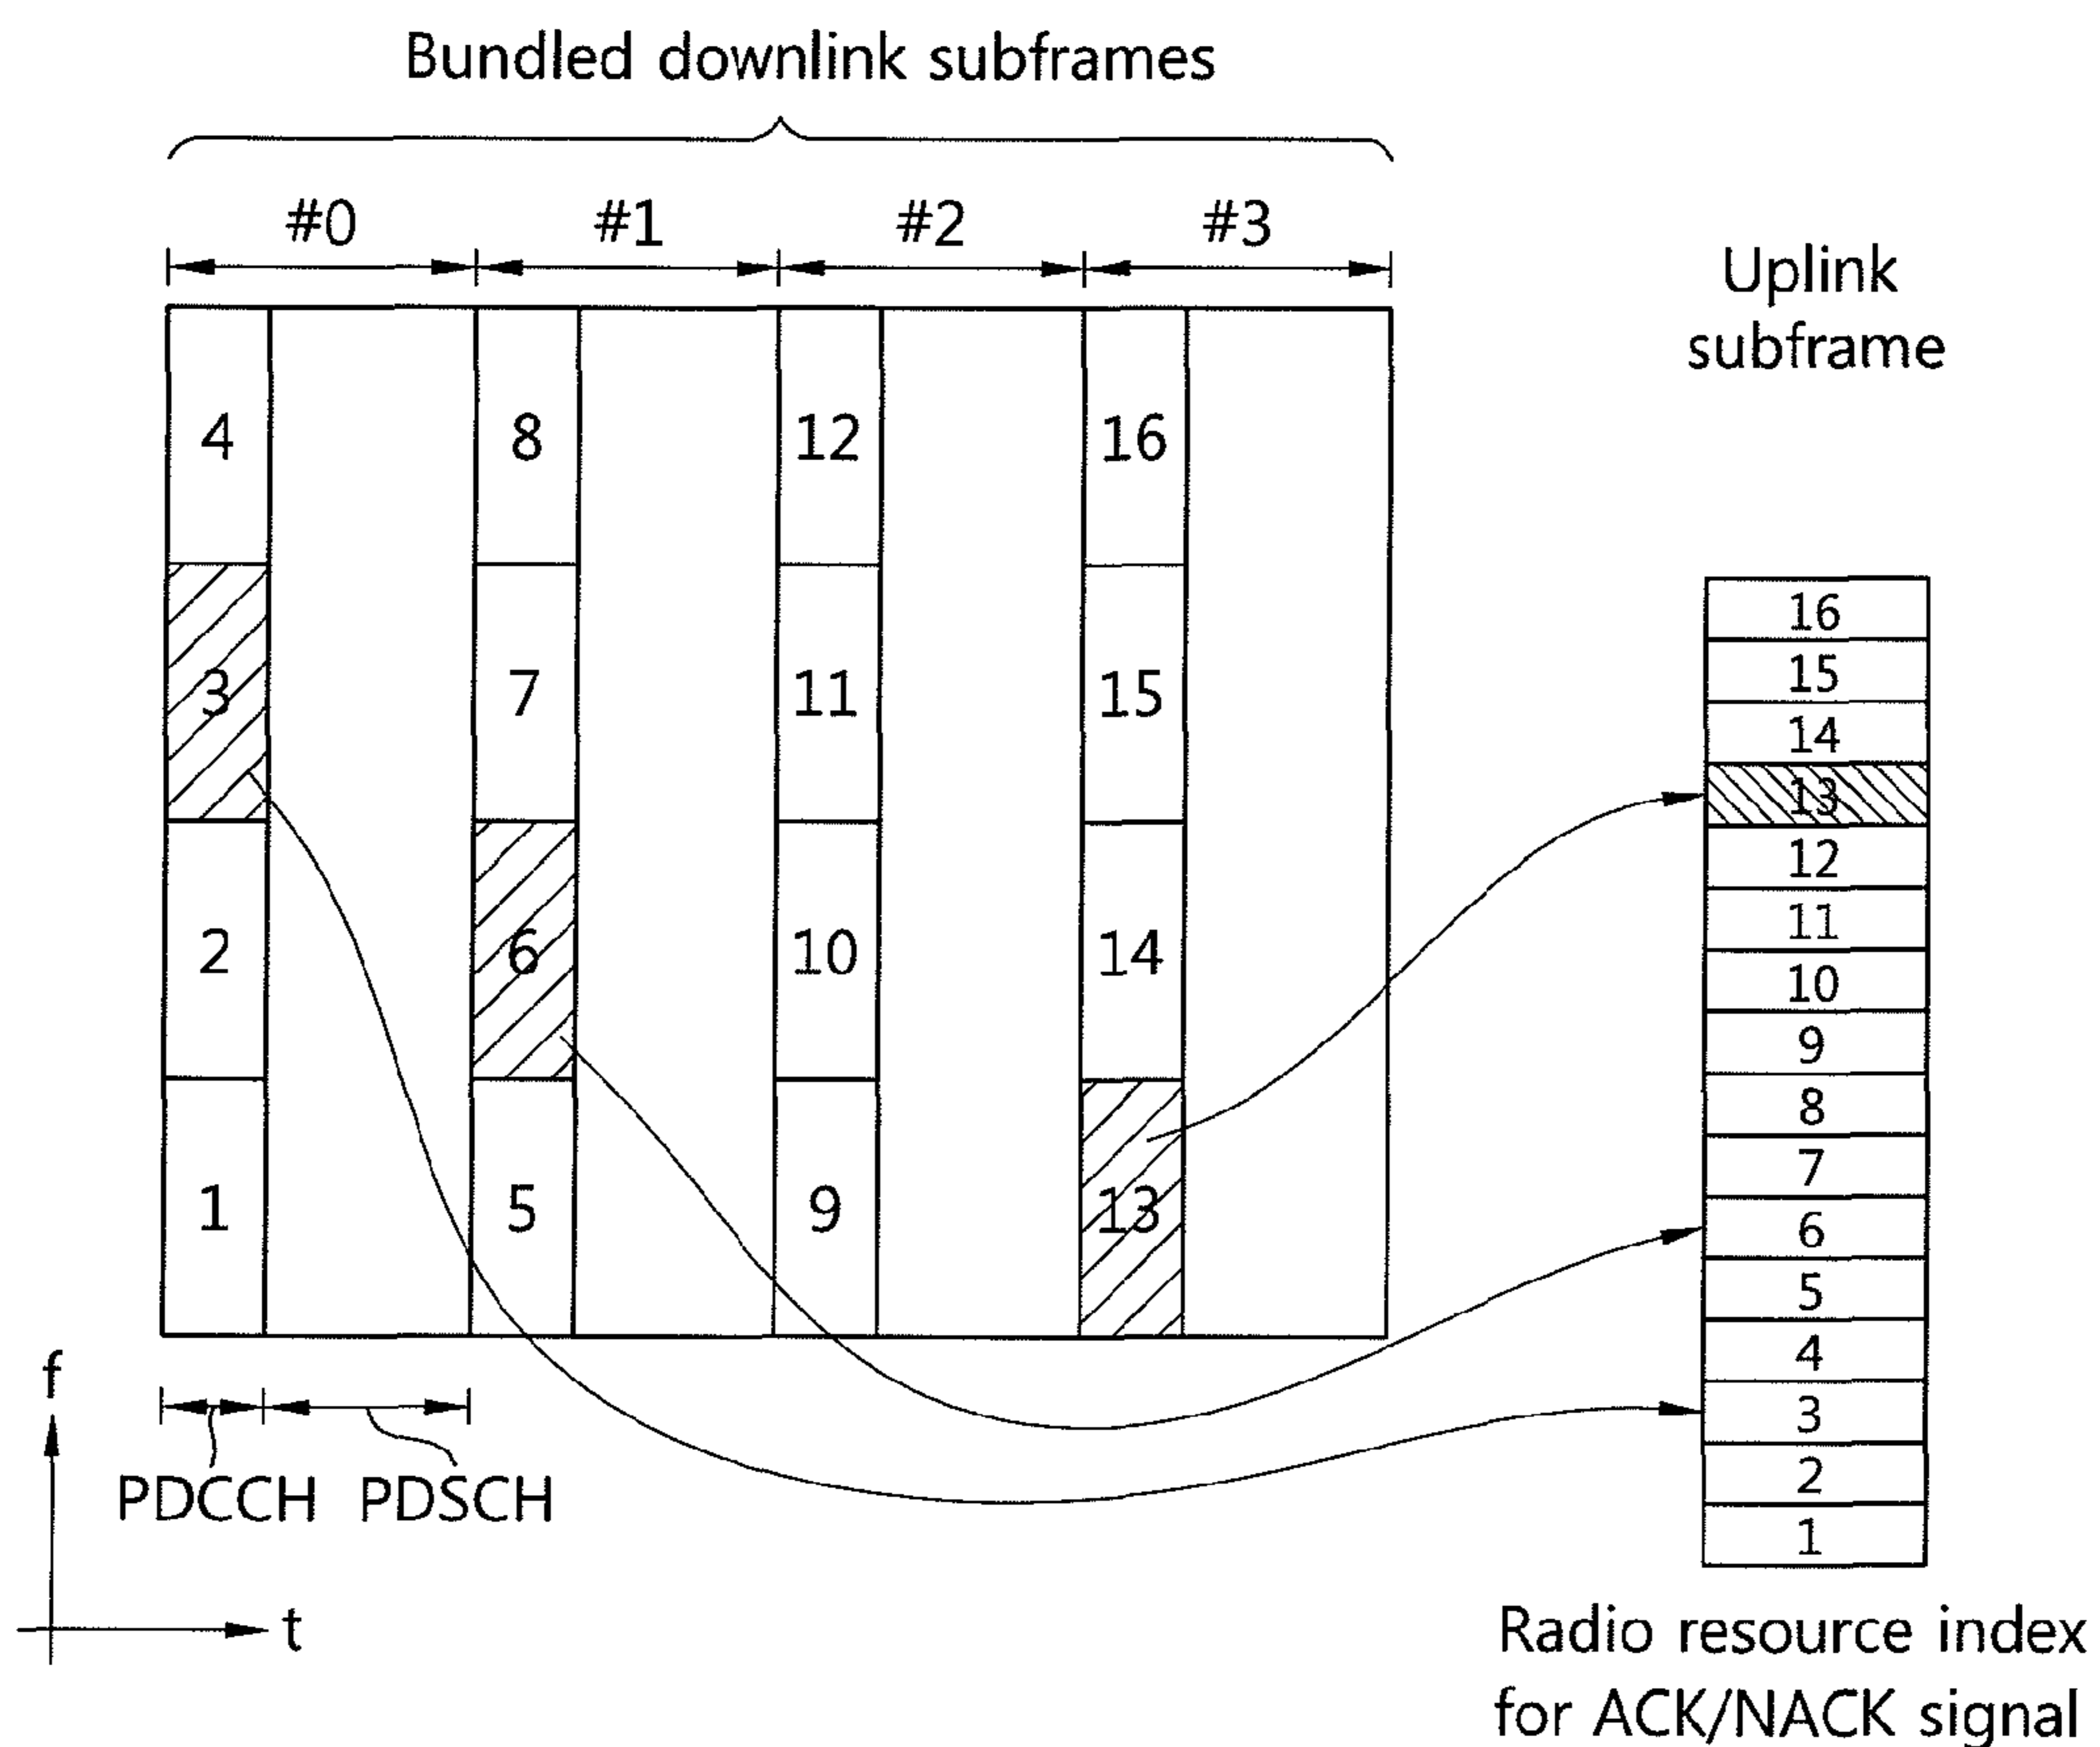 Bundled downlink subframes
#0 #1 #2 #3
Uplink
subframe
4 8 12 16
3 7 11 15
2 6 10 14
1 5 9 13
16
15
14
13
12
11
10
9
8
7
6
5
4
3
2
1
f
PDCCH PDSCH
t
Radio resource index
for ACK/NACK signal